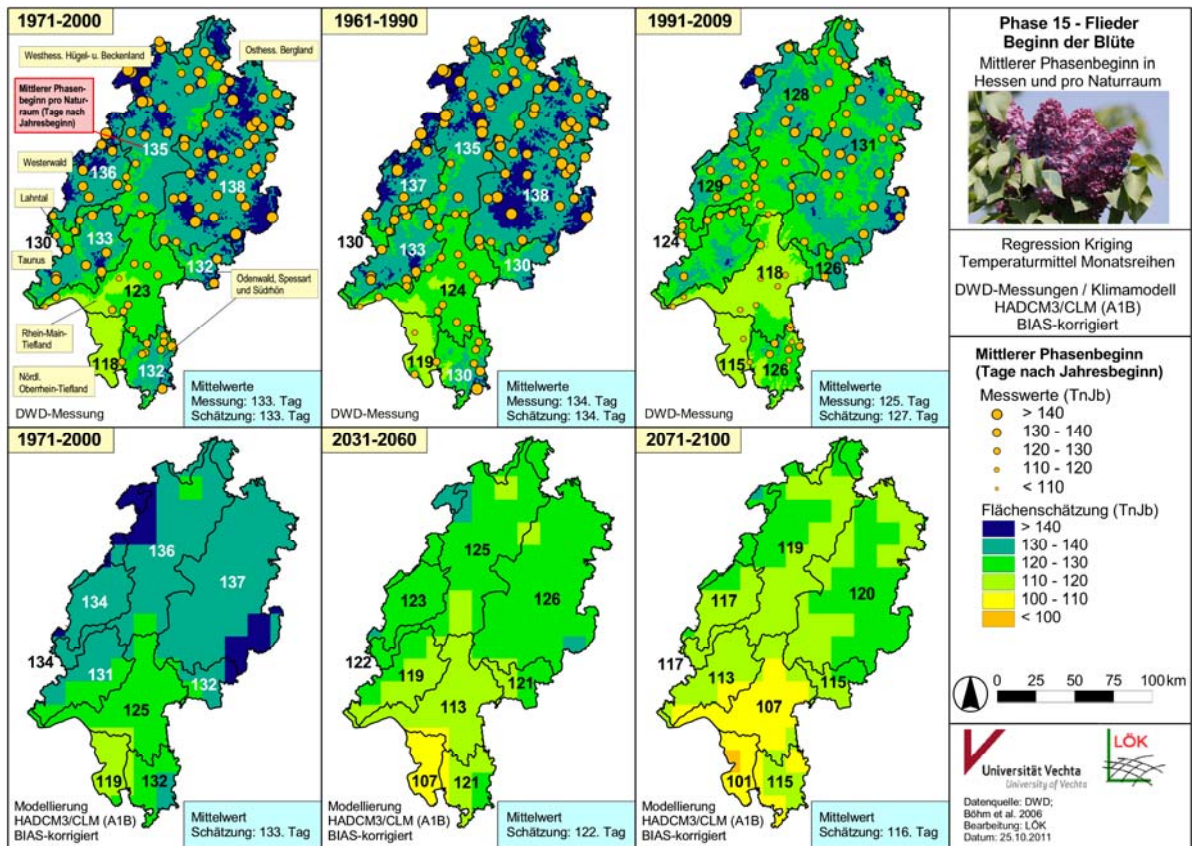 1971-2000
Westhess. Hügel- u. Beckenland
Osthess. Bergland
Mittlerer Phasen-
beginn pro Natur-
raum (Tage nach
Jahresbeginn)
Westerwald
Lahntal
Taunus
Rhein-Main-
Tiefland
Nördl.
Oberrhein-Tiefland
Odenwald, Spessart
und Südrhön
135
136
138
130
133
132
123
118
132
DWD-Messung
Mittelwerte
Messung: 133. Tag
Schätzung: 133. Tag
1961-1990
135
137
138
130
133
130
124
119
130
DWD-Messung
Mittelwerte
Messung: 134. Tag
Schätzung: 134. Tag
1991-2009
128
131
129
124
118
126
115
126
DWD-Messung
Mittelwerte
Messung: 125. Tag
Schätzung: 127. Tag
1971-2000
136
137
134
134
131
132
125
119
132
Modellierung
HADCM3/CLM (A1B)
BIAS-korrigiert
Mittelwert
Schätzung: 133. Tag
2031-2060
125
123
126
122
119
121
113
107
121
Modellierung
HADCM3/CLM (A1B)
BIAS-korrigiert
Mittelwert
Schätzung: 122. Tag
2071-2100
119
117
120
117
113
115
107
101
115
Modellierung
HADCM3/CLM (A1B)
BIAS-korrigiert
Mittelwert
Schätzung: 116. Tag
Phase 15 - Flieder
Beginn der Blüte
Mittlerer Phasenbeginn in
Hessen und pro Naturraum
Regression Kriging
Temperaturmittel Monatsreihen
DWD-Messungen / Klimamodell
HADCM3/CLM (A1B)
BIAS-korrigiert
Mittlerer Phasenbeginn
(Tage nach Jahresbeginn)
Messwerte (TnJb)
> 140
130 - 140
120 - 130
110 - 120
< 110
Flächenschätzung (TnJb)
> 140
130 - 140
120 - 130
110 - 120
100 - 110
< 100
0 25 50 75 100 km
Universität Vechta
University of Vechta
LÖK
Datenquelle: DWD;
Böhm et al. 2006
Bearbeitung: LÖK
Datum: 25.10.2011